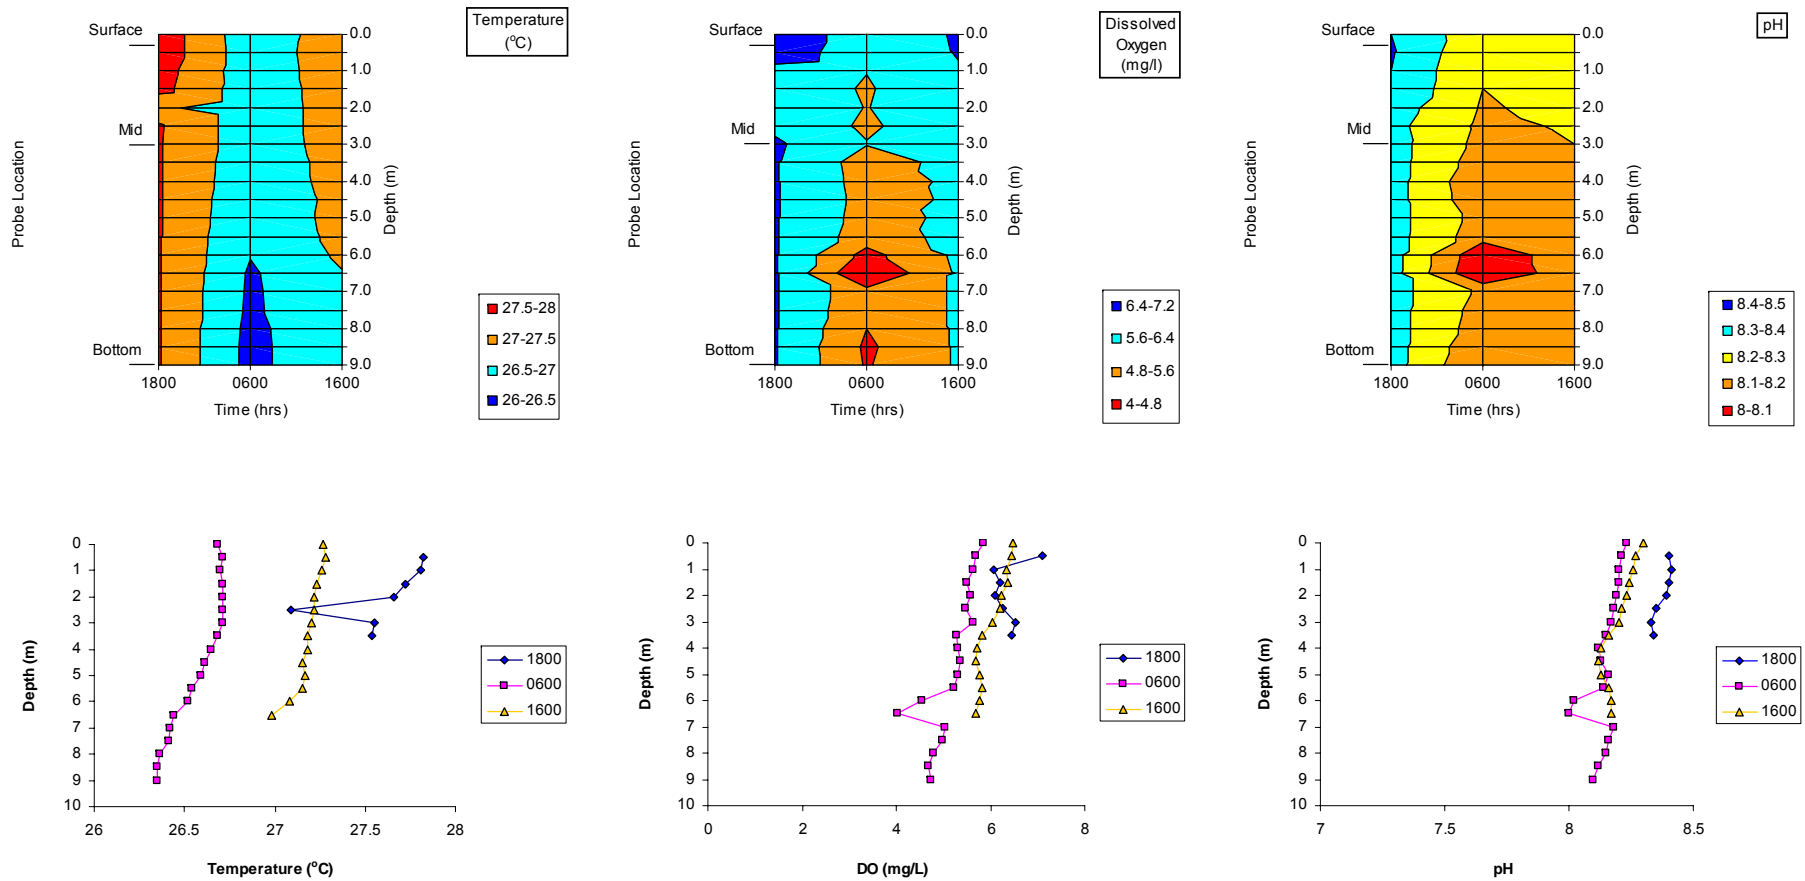 Surface
Mid
Bottom
Probe Location
0.0
1.0
2.0
3.0
4.0
5.0
6.0
7.0
8.0
9.0
Depth (m)
1800 0600 1600
Time (hrs)
Temperature
(oC)
27.5-28
27-27.5
26.5-27
26-26.5
Surface
Mid
Bottom
Probe Location
0.0
1.0
2.0
3.0
4.0
5.0
6.0
7.0
8.0
9.0
Depth (m)
1800 0600 1600
Time (hrs)
Dissolved
Oxygen
(mg/l)
6.4-7.2
5.6-6.4
4.8-5.6
4-4.8
Surface
Mid
Bottom
Probe Location
0.0
1.0
2.0
3.0
4.0
5.0
6.0
7.0
8.0
9.0
Depth (m)
1800 0600 1600
Time (hrs)
pH
8.4-8.5
8.3-8.4
8.2-8.3
8.1-8.2
8-8.1
0
1
2
3
4
5
6
7
8
9
10
Depth (m)
26 26.5 27 27.5 28
Temperature (oC)
1800
0600
1600
0
1
2
3
4
5
6
7
8
9
10
Depth (m)
0 2 4 6 8
DO (mg/L)
1800
0600
1600
0
1
2
3
4
5
6
7
8
9
10
Depth (m)
7 7.5 8 8.5
pH
1800
0600
1600